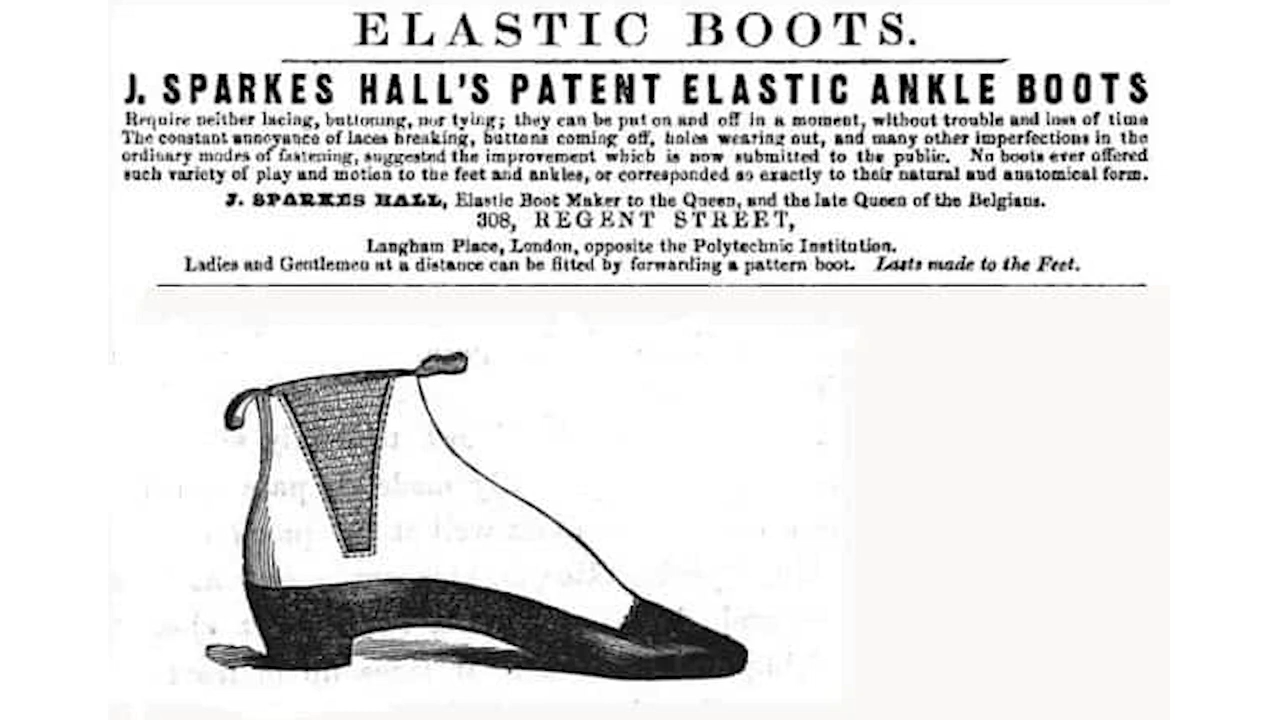 ELASTIC BOOTS.
J. SPARKES HALL'S PATENT ELASTIC ANKLE BOOTS
Require neither lacing, buttoning, nor tying; they can be put on and off in a moment, without trouble and loss of time
The constant annoyance of laces breaking, buttons coming off, holes wearing out, and many other imperfections in the
ordinary modes of fastening, suggested the improvement which is now submitted to the public. No boots ever offered
such variety of play and motion to the feet and ankles, or corresponded so exactly to their natural and anatomical form.
J. SPARKES HALL, Elastic Boot Maker to the Queen, and the late Queen of the Belgians.
308, REGENT STREET,
Langham Place, London, opposite the Polytechnic Institution.
Ladies and Gentlemen at a distance can be fitted by forwarding a pattern boot. Lasts made to the Feet.